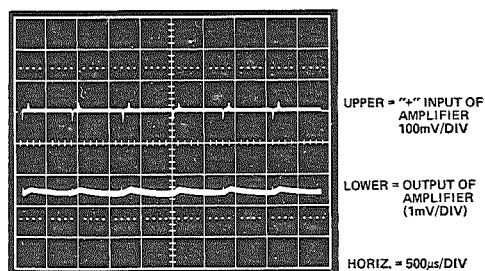 UPPER = "+" INPUT OF
AMPLIFIER
100mV/DIV
LOWER = OUTPUT OF
AMPLIFIER
(1mV/DIV)
HORIZ. = 500μs/DIV